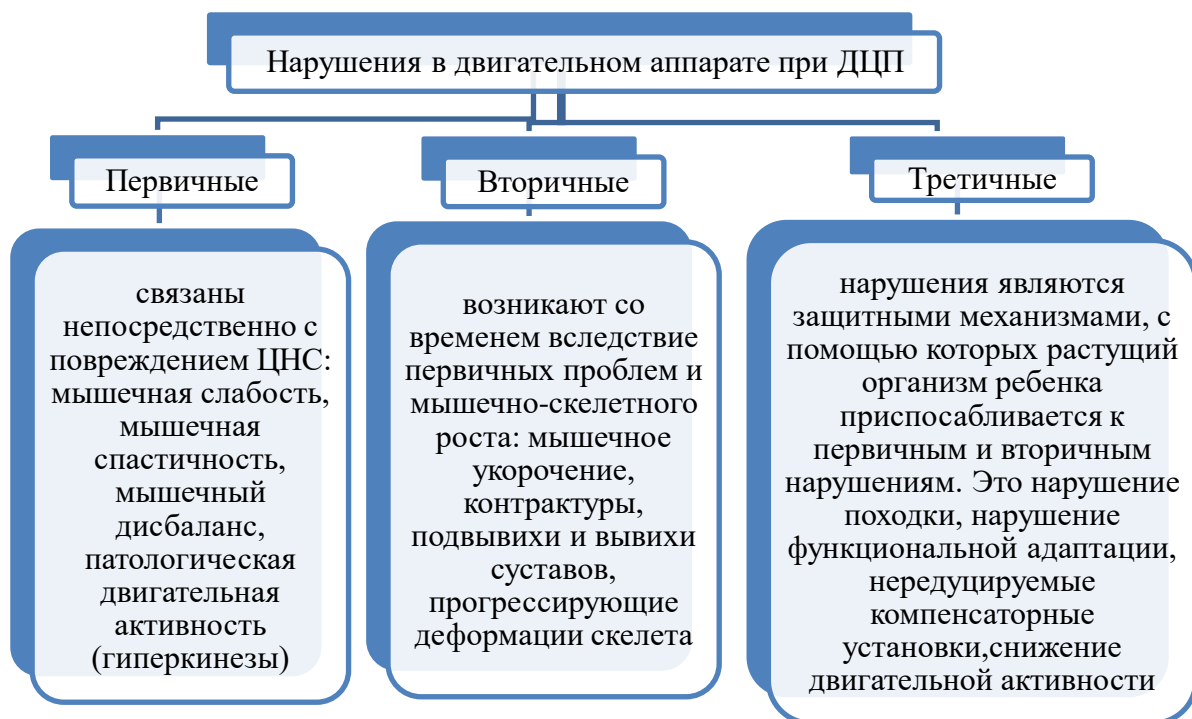 Нарушения в двигательном аппарате при ДЦП
Первичные
связаны
непосредственно с
повреждением ЦНС:
мышечная слабость,
мышечная
спастичность,
мышечный
дисбаланс,
патологическая
двигательная
активность
(гиперкинезы)
Вторичные
возникают со
временем вследствие
первичных проблем и
мышечно-скелетного
роста: мышечное
укорочение,
контрактуры,
подвывихи и вывихи
суставов,
прогрессирующие
деформации скелета
Третичные
нарушения являются
защитными механизмами, с
помощью которых растущий
организм ребенка
приспосабливается к
первичным и вторичным
нарушениям. Это нарушение
походки, нарушение
функциональной адаптации,
нередуцируемые
компенсаторные
установки,снижение
двигательной активности